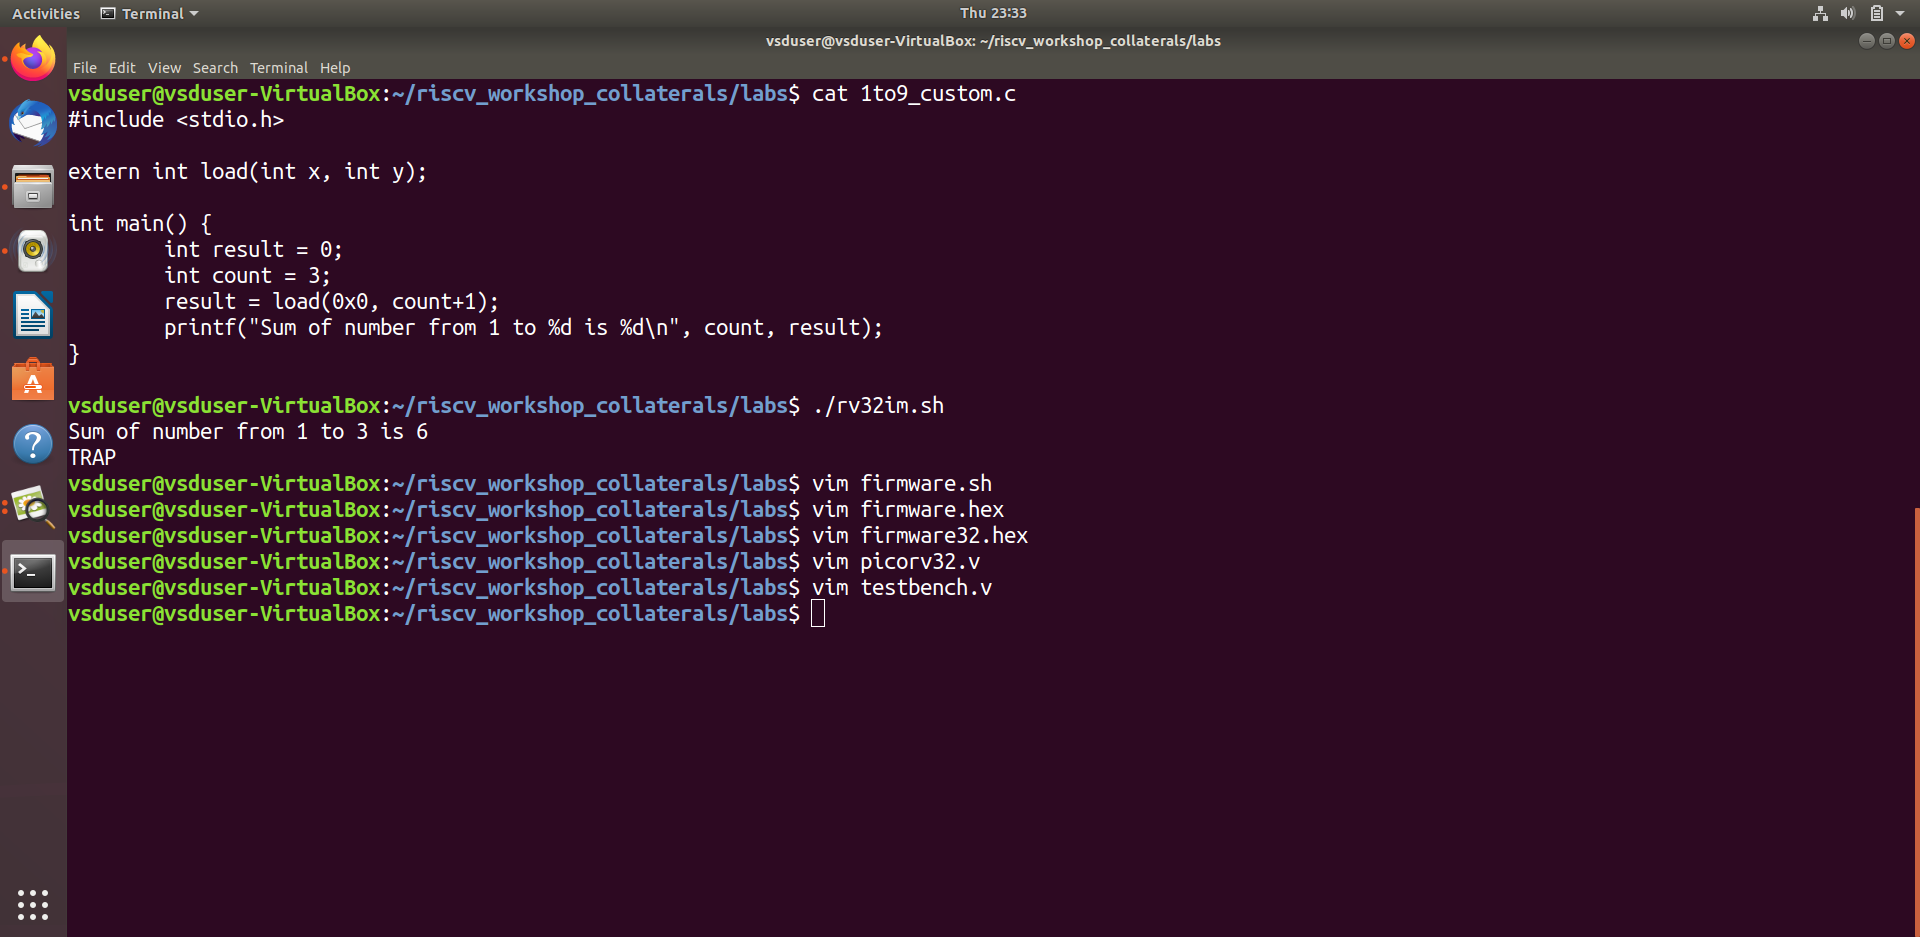 Activities Terminal Thu 23:33
vsduser@vsduser-VirtualBox: ~/riscv_workshop_collaterals/labs
File Edit View Search Terminal Help
vsduser@vsduser-VirtualBox:~/riscv_workshop_collaterals/labs$ cat 1to9_custom.c
#include <stdio.h>
extern int load(int x, int y);
int main() {
        int result = 0;
        int count = 3;
        result = load(0x0, count+1);
        printf("Sum of number from 1 to %d is %d\n", count, result);
}
vsduser@vsduser-VirtualBox:~/riscv_workshop_collaterals/labs$ ./rv32im.sh
Sum of number from 1 to 3 is 6
TRAP
vsduser@vsduser-VirtualBox:~/riscv_workshop_collaterals/labs$ vim firmware.sh
vsduser@vsduser-VirtualBox:~/riscv_workshop_collaterals/labs$ vim firmware.hex
vsduser@vsduser-VirtualBox:~/riscv_workshop_collaterals/labs$ vim firmware32.hex
vsduser@vsduser-VirtualBox:~/riscv_workshop_collaterals/labs$ vim picorv32.v
vsduser@vsduser-VirtualBox:~/riscv_workshop_collaterals/labs$ vim testbench.v
vsduser@vsduser-VirtualBox:~/riscv_workshop_collaterals/labs$